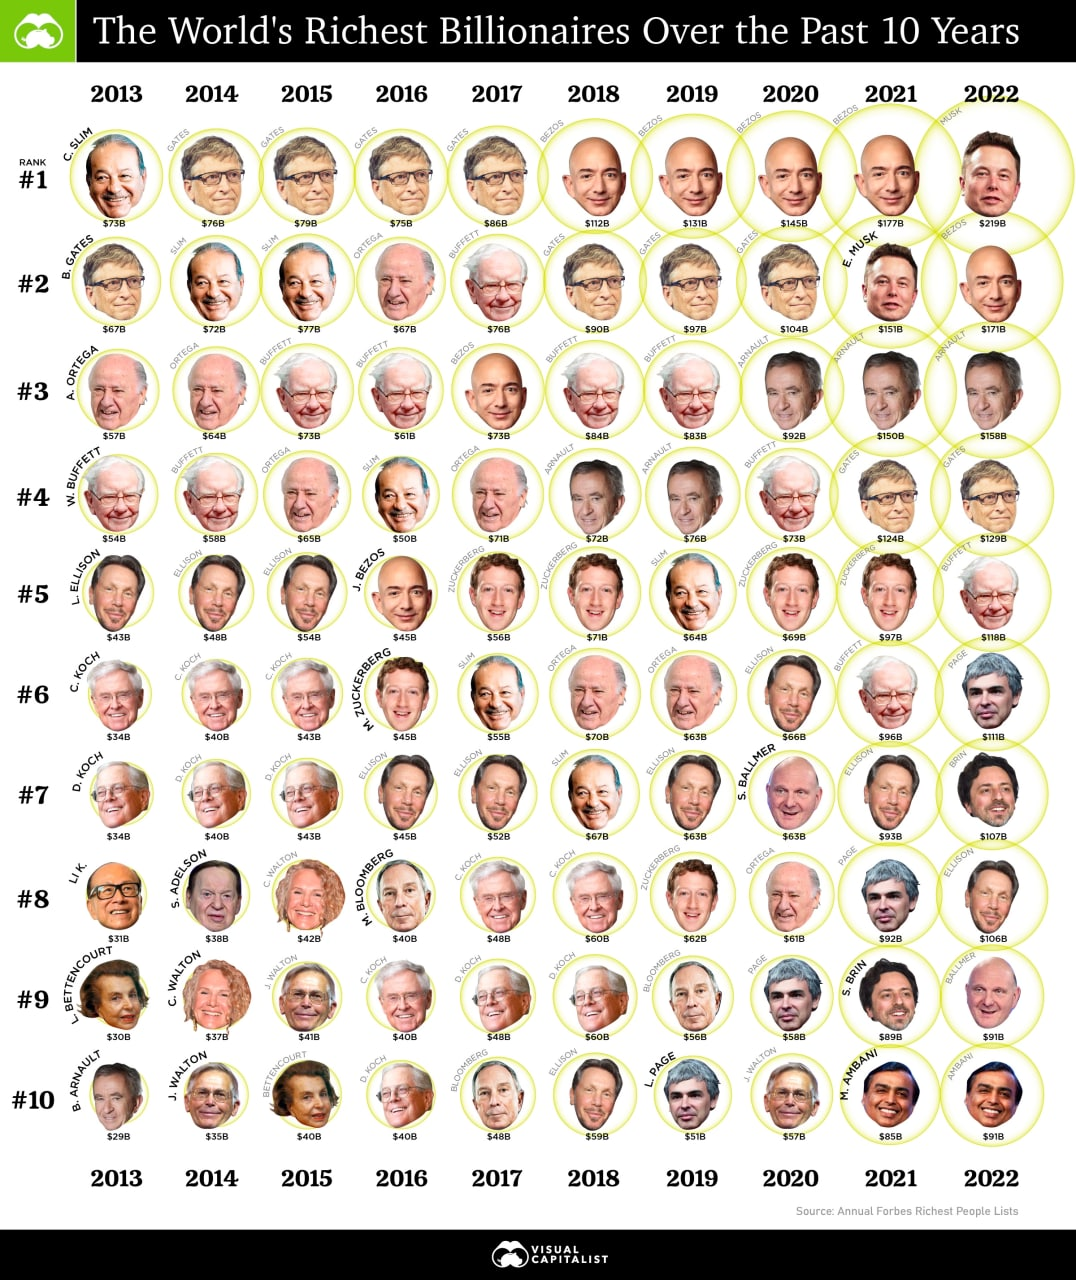 The World's Richest Billionaires Over the Past 10 Years
2013 2014 2015 2016 2017 2018 2019 2020 2021 2022
RANK
#1
C. SLIM GATES GATES GATES GATES BEZOS BEZOS BEZOS BEZOS MUSK
$73B $76B $79B $75B $86B $112B $131B $145B $177B $219B
#2
B. GATES SLIM SLIM ORTEGA BUFFETT GATES GATES GATES E. MUSK BEZOS
$67B $72B $77B $67B $76B $90B $97B $104B $151B $171B
#3
A. ORTEGA ORTEGA BUFFETT BUFFETT BEZOS BUFFETT BUFFETT ARNAULT ARNAULT ARNAULT
$57B $64B $73B $61B $73B $84B $83B $92B $150B $158B
#4
W. BUFFETT BUFFETT ORTEGA SLIM ORTEGA ARNAULT ARNAULT BUFFETT GATES GATES
$54B $58B $65B $50B $71B $72B $76B $73B $124B $129B
#5
L. ELLISON ELLISON ELLISON J. BEZOS ZUCKERBERG ZUCKERBERG SLIM ZUCKERBERG ZUCKERBERG BUFFETT
$43B $48B $54B $45B $56B $71B $64B $69B $97B $118B
#6
C. KOCH C. KOCH C. KOCH M. ZUCKERBERG SLIM ORTEGA ORTEGA ELLISON BUFFETT PAGE
$34B $40B $43B $45B $55B $70B $63B $66B $96B $111B
#7
D. KOCH D. KOCH D. KOCH ELLISON ELLISON SLIM ELLISON S. BALLMER ELLISON BRIN
$34B $40B $43B $45B $52B $67B $63B $63B $93B $107B
#8
LI K. S. ADELSON C. WALTON M. BLOOMBERG C. KOCH C. KOCH ZUCKERBERG ORTEGA PAGE ELLISON
$31B $38B $42B $40B $48B $60B $62B $61B $92B $106B
#9
L. BETTENCOURT C. WALTON J. WALTON C. KOCH D. KOCH D. KOCH BLOOMBERG PAGE S. BRIN BALLMER
$30B $37B $41B $40B $48B $60B $56B $58B $89B $91B
#10
B. ARNAULT J. WALTON BETTENCOURT D. KOCH BLOOMBERG ELLISON L. PAGE J. WALTON M. AMBANI AMBANI
$29B $35B $40B $40B $48B $59B $51B $57B $85B $91B
2013 2014 2015 2016 2017 2018 2019 2020 2021 2022
Source: Annual Forbes Richest People Lists
VISUAL
CAPITALIST